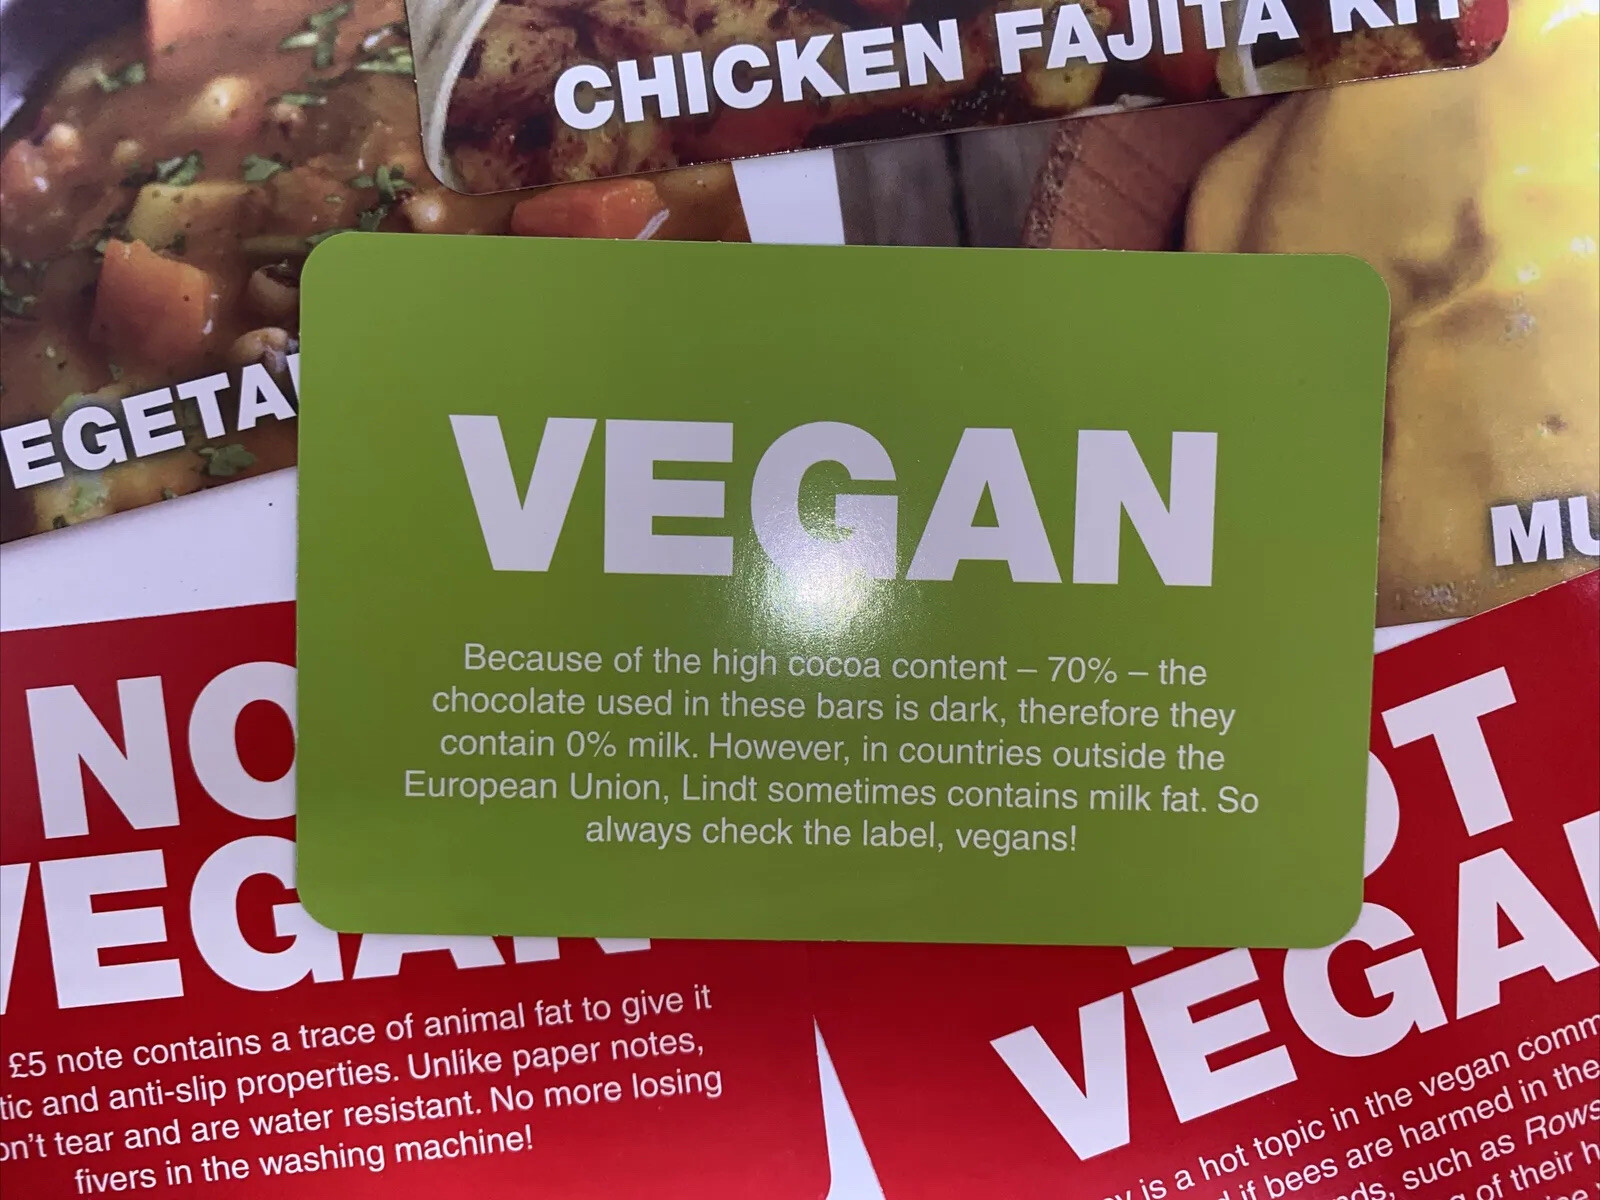 CHICKEN FAJITA KIT
EGETA
MU
VEGAN
Because of the high cocoa content – 70% – the
chocolate used in these bars is dark, therefore they
contain 0% milk. However, in countries outside the
European Union, Lindt sometimes contains milk fat. So
always check the label, vegans!
NO
VEGAN
£5 note contains a trace of animal fat to give it
tic and anti-slip properties. Unlike paper notes,
on't tear and are water resistant. No more losing
fivers in the washing machine!
OT
VEGA
y is a hot topic in the vegan comm
if bees are harmed in the
nds, such as Rows
of their h